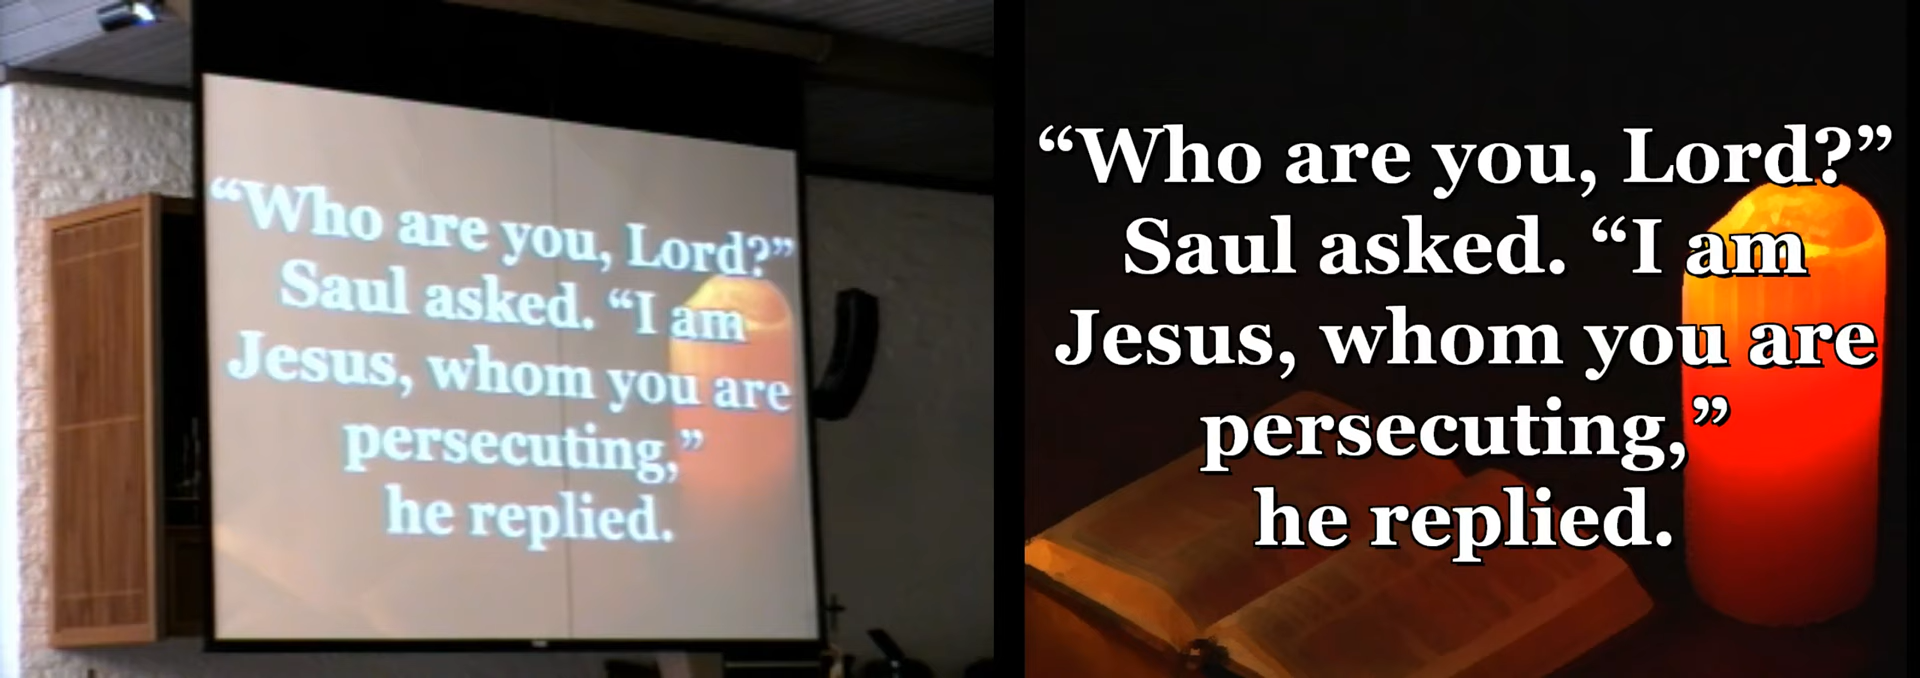 “Who are you, Lord?”
Saul asked. “I am
Jesus, whom you are
persecuting,”
he replied.
“Who are you, Lord?”
Saul asked. “I am
Jesus, whom you are
persecuting,”
he replied.